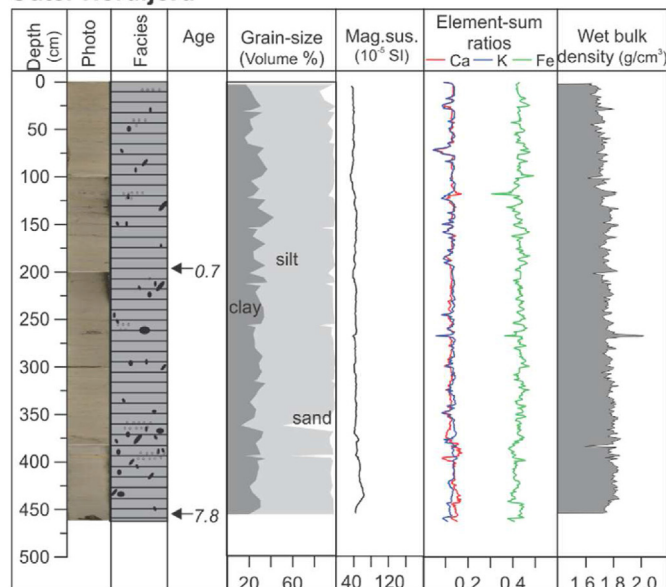 Depth (cm)
Photo
Facies
Age
Grain-size (Volume %)
Mag.sus. (10⁻⁵ SI)
Element-sum ratios
Ca K Fe
Wet bulk density (g/cm³)
0
50
100
150
200
250
300
350
400
450
500
0.7
7.8
clay
silt
sand
20 60
40 120
0.2 0.4
1.6 1.8 2.0